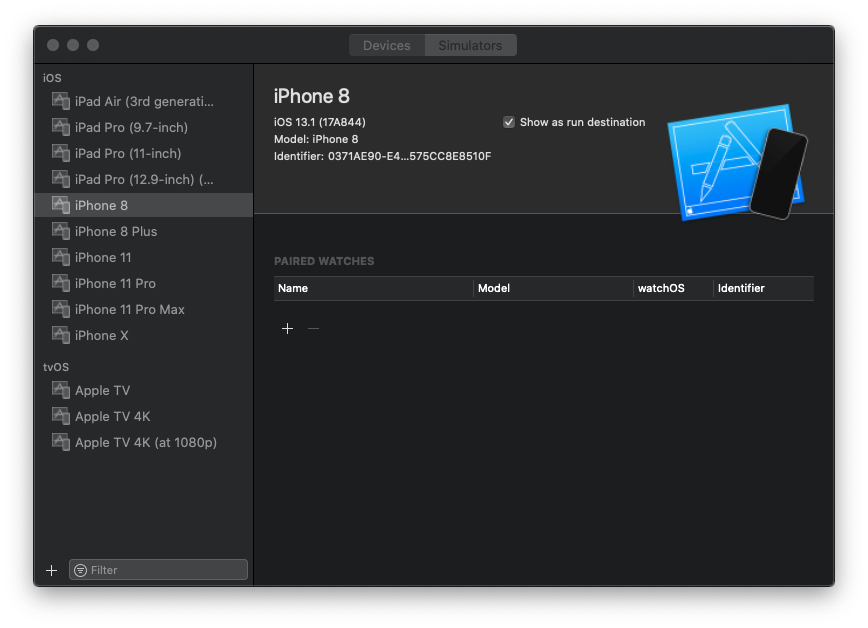 Devices
Simulators
iOS
iPad Air (3rd generati...
iPad Pro (9.7-inch)
iPad Pro (11-inch)
iPad Pro (12.9-inch) (...
iPhone 8
iPhone 8 Plus
iPhone 11
iPhone 11 Pro
iPhone 11 Pro Max
iPhone X
tvOS
Apple TV
Apple TV 4K
Apple TV 4K (at 1080p)
Filter
iPhone 8
iOS 13.1 (17A844)
Model: iPhone 8
Identifier: 0371AE90-E4...575CC8E8510F
Show as run destination
PAIRED WATCHES
Name Model watchOS Identifier